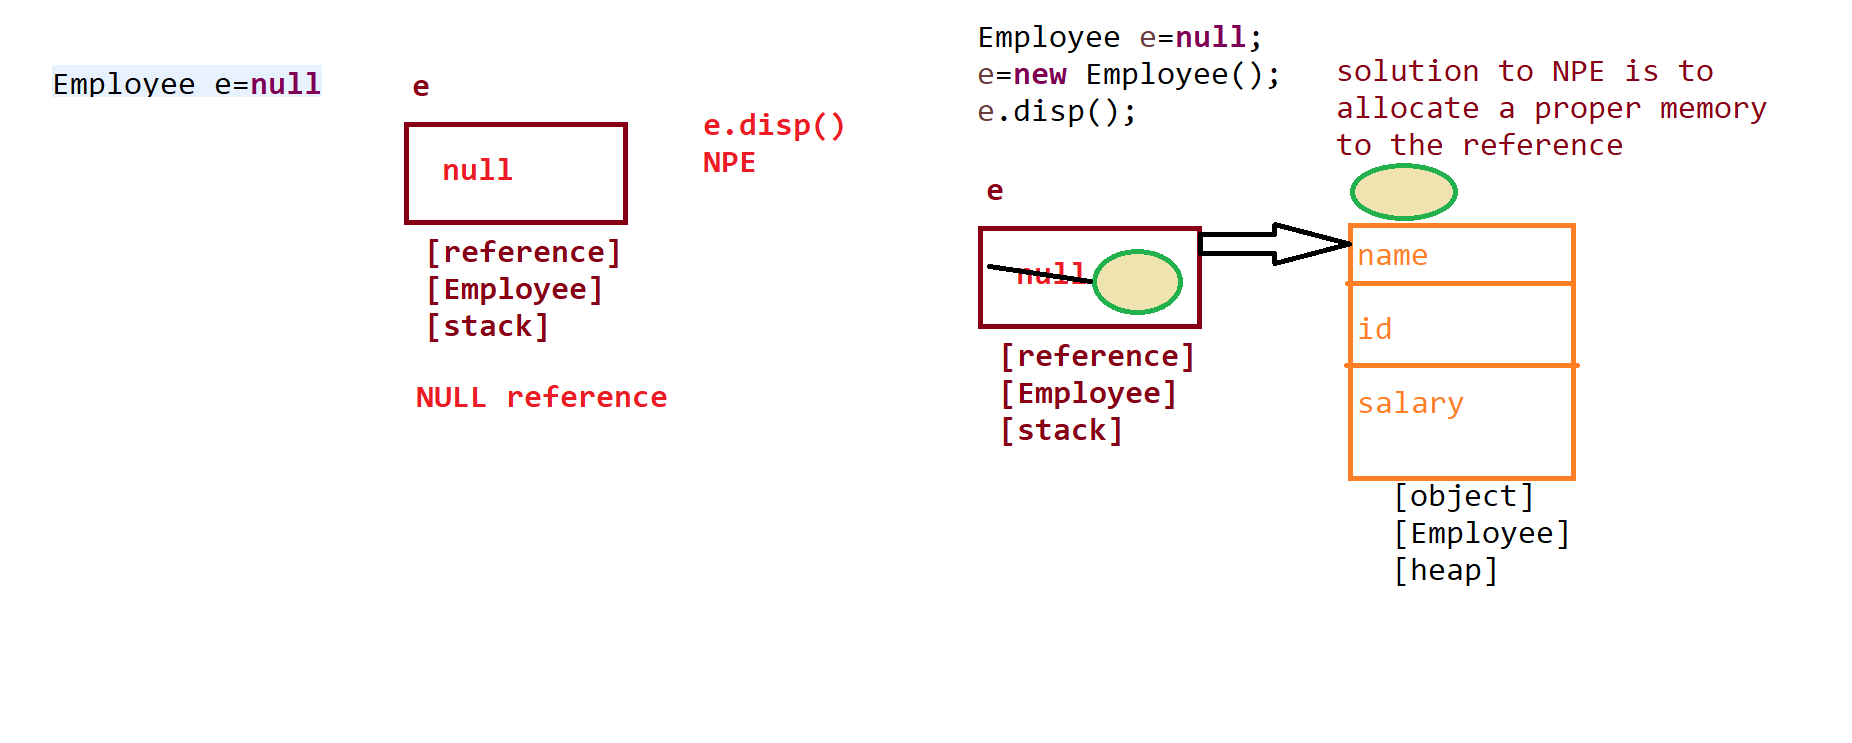 Employee e=null
e
null
e.disp()
NPE
[reference]
[Employee]
[stack]
NULL reference
Employee e=null;
e=new Employee();
e.disp();
solution to NPE is to
allocate a proper memory
to the reference
e
null
[reference]
[Employee]
[stack]
name
id
salary
[object]
[Employee]
[heap]